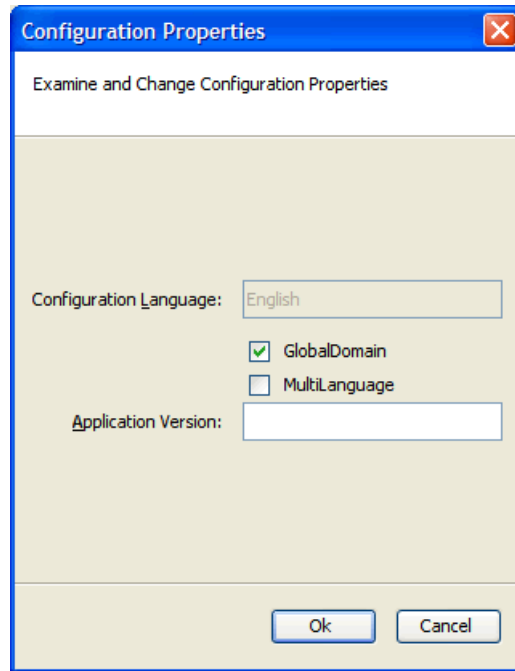 Configuration Properties
Examine and Change Configuration Properties
Configuration Language: English
GlobalDomain
MultiLanguage
Application Version:
Ok Cancel